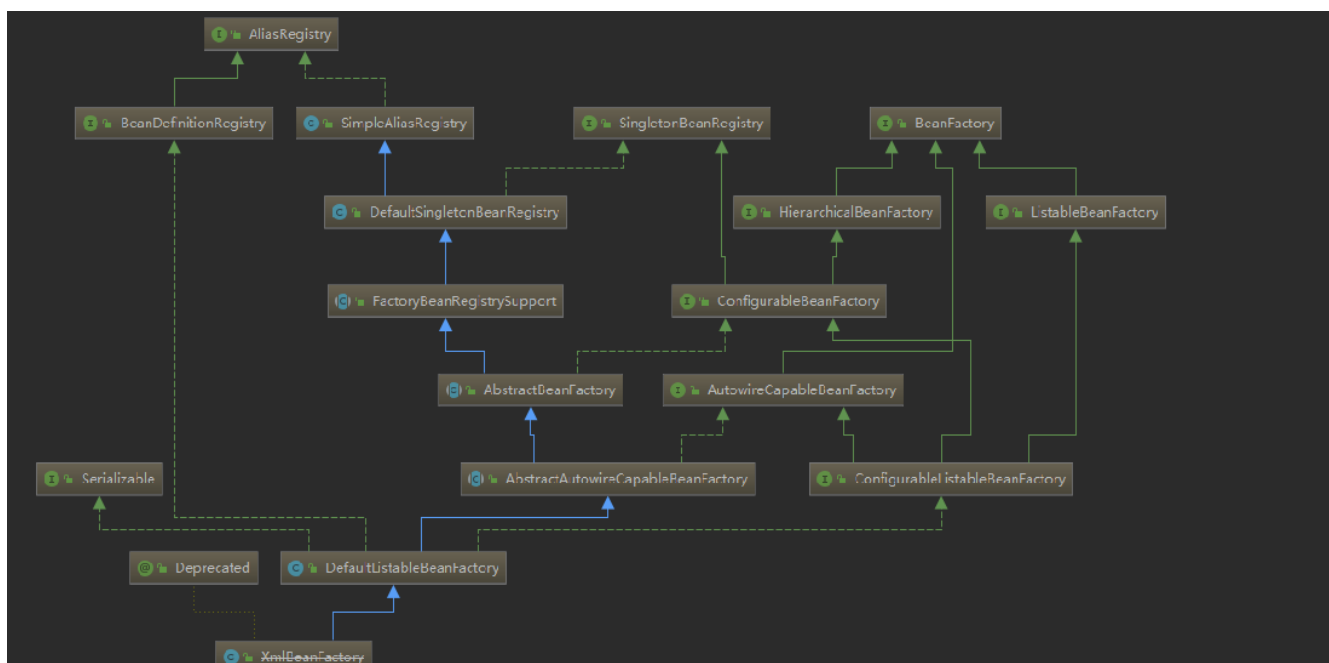 AliasRegistry
BeanDefinitionRegistry
SimpleAliasRegistry
SingletonBeanRegistry
BeanFactory
DefaultSingletonBeanRegistry
HierarchicalBeanFactory
ListableBeanFactory
FactoryBeanRegistrySupport
ConfigurableBeanFactory
AbstractBeanFactory
AutowireCapableBeanFactory
Serializable
AbstractAutowireCapableBeanFactory
ConfigurableListableBeanFactory
Deprecated
DefaultListableBeanFactory
XmlBeanFactory